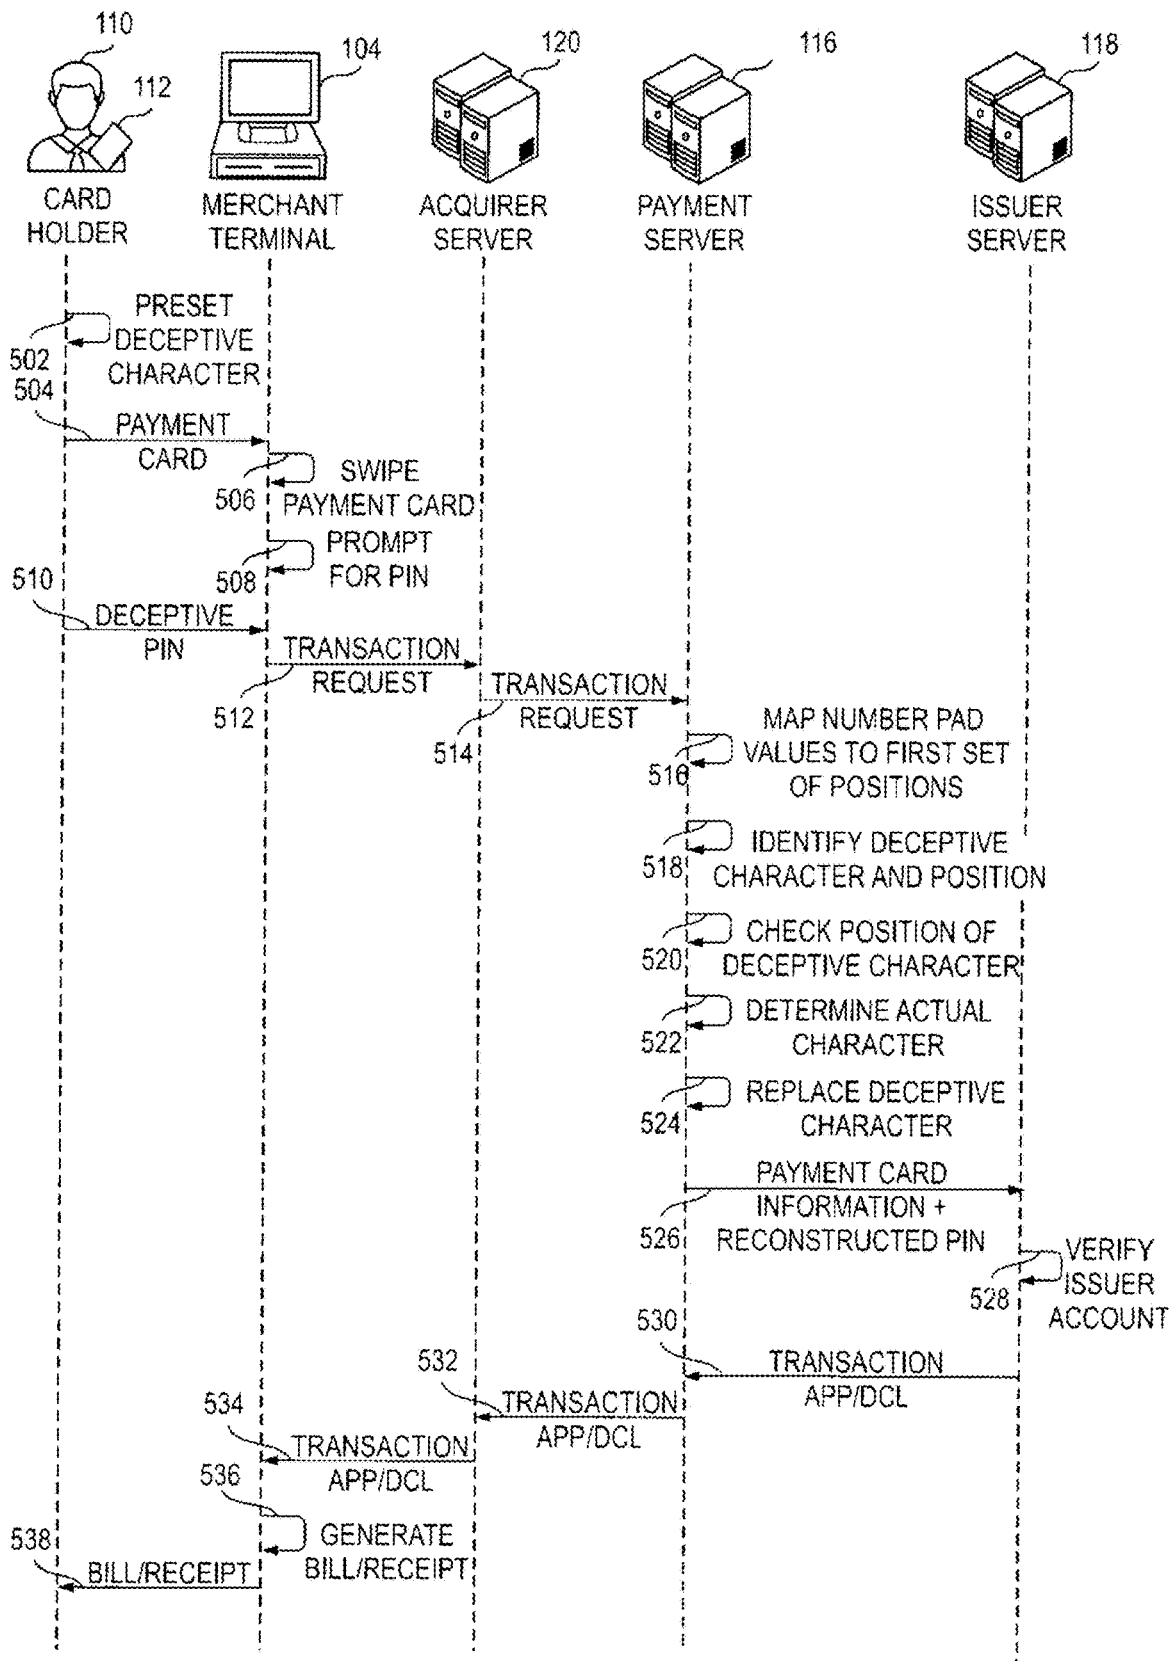 110
112
104
120
116
118
CARD
HOLDER
MERCHANT
TERMINAL
ACQUIRER
SERVER
PAYMENT
SERVER
ISSUER
SERVER
502
PRESET
DECEPTIVE
CHARACTER
504
PAYMENT
CARD
506
SWIPE
PAYMENT CARD
508
PROMPT
FOR PIN
510
DECEPTIVE
PIN
TRANSACTION
REQUEST
512
TRANSACTION
REQUEST
514
MAP NUMBER PAD
VALUES TO FIRST SET
OF POSITIONS
516
518
IDENTIFY DECEPTIVE
CHARACTER AND POSITION
520
CHECK POSITION OF
DECEPTIVE CHARACTER
522
DETERMINE ACTUAL
CHARACTER
524
REPLACE DECEPTIVE
CHARACTER
526
PAYMENT CARD
INFORMATION +
RECONSTRUCTED PIN
528
VERIFY
ISSUER
ACCOUNT
530
TRANSACTION
APP/DCL
532
TRANSACTION
APP/DCL
534
TRANSACTION
APP/DCL
536
GENERATE
BILL/RECEIPT
538
BILL/RECEIPT